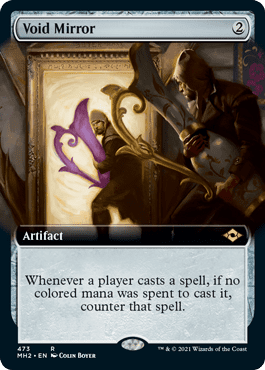 Void Mirror 2
Artifact
Whenever a player casts a spell, if no
colored mana was spent to cast it,
counter that spell.
473 R
MH2 • EN COLIN BOYER
™ & © 2021 Wizards of the Coast